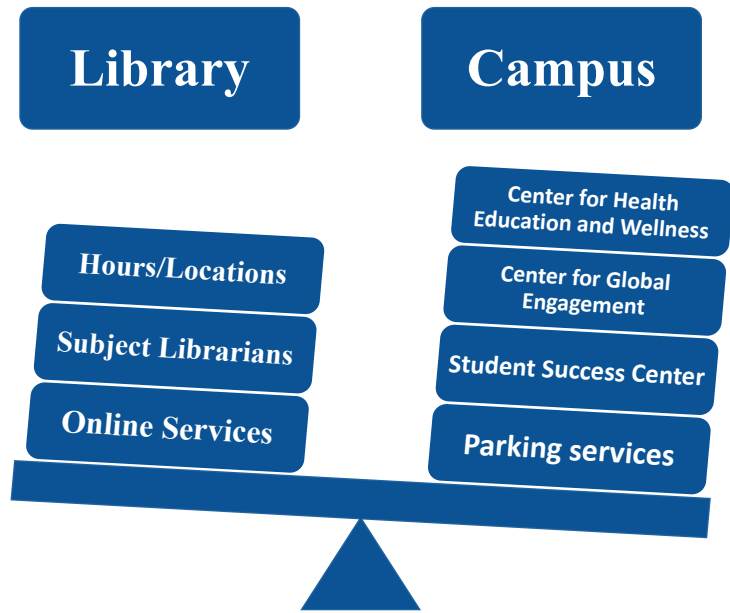 Library
Campus
Hours/Locations
Subject Librarians
Online Services
Center for Health
Education and Wellness
Center for Global
Engagement
Student Success Center
Parking services